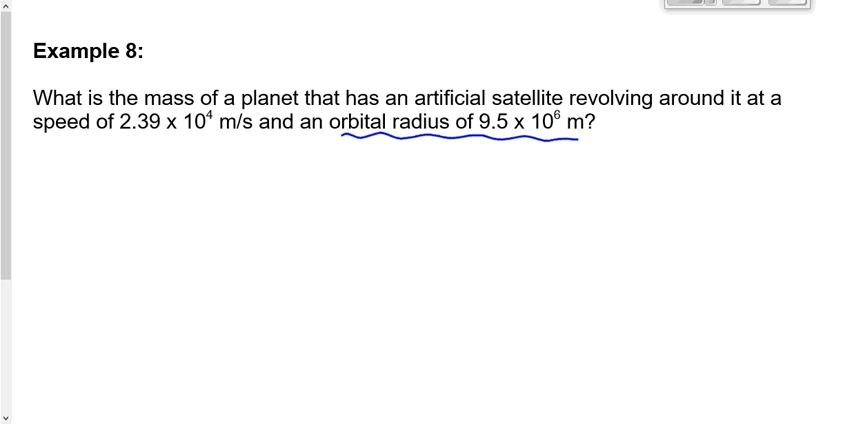 Example 8:
What is the mass of a planet that has an artificial satellite revolving around it at a
speed of 2.39 x 10⁴ m/s and an orbital radius of 9.5 x 10⁶ m?